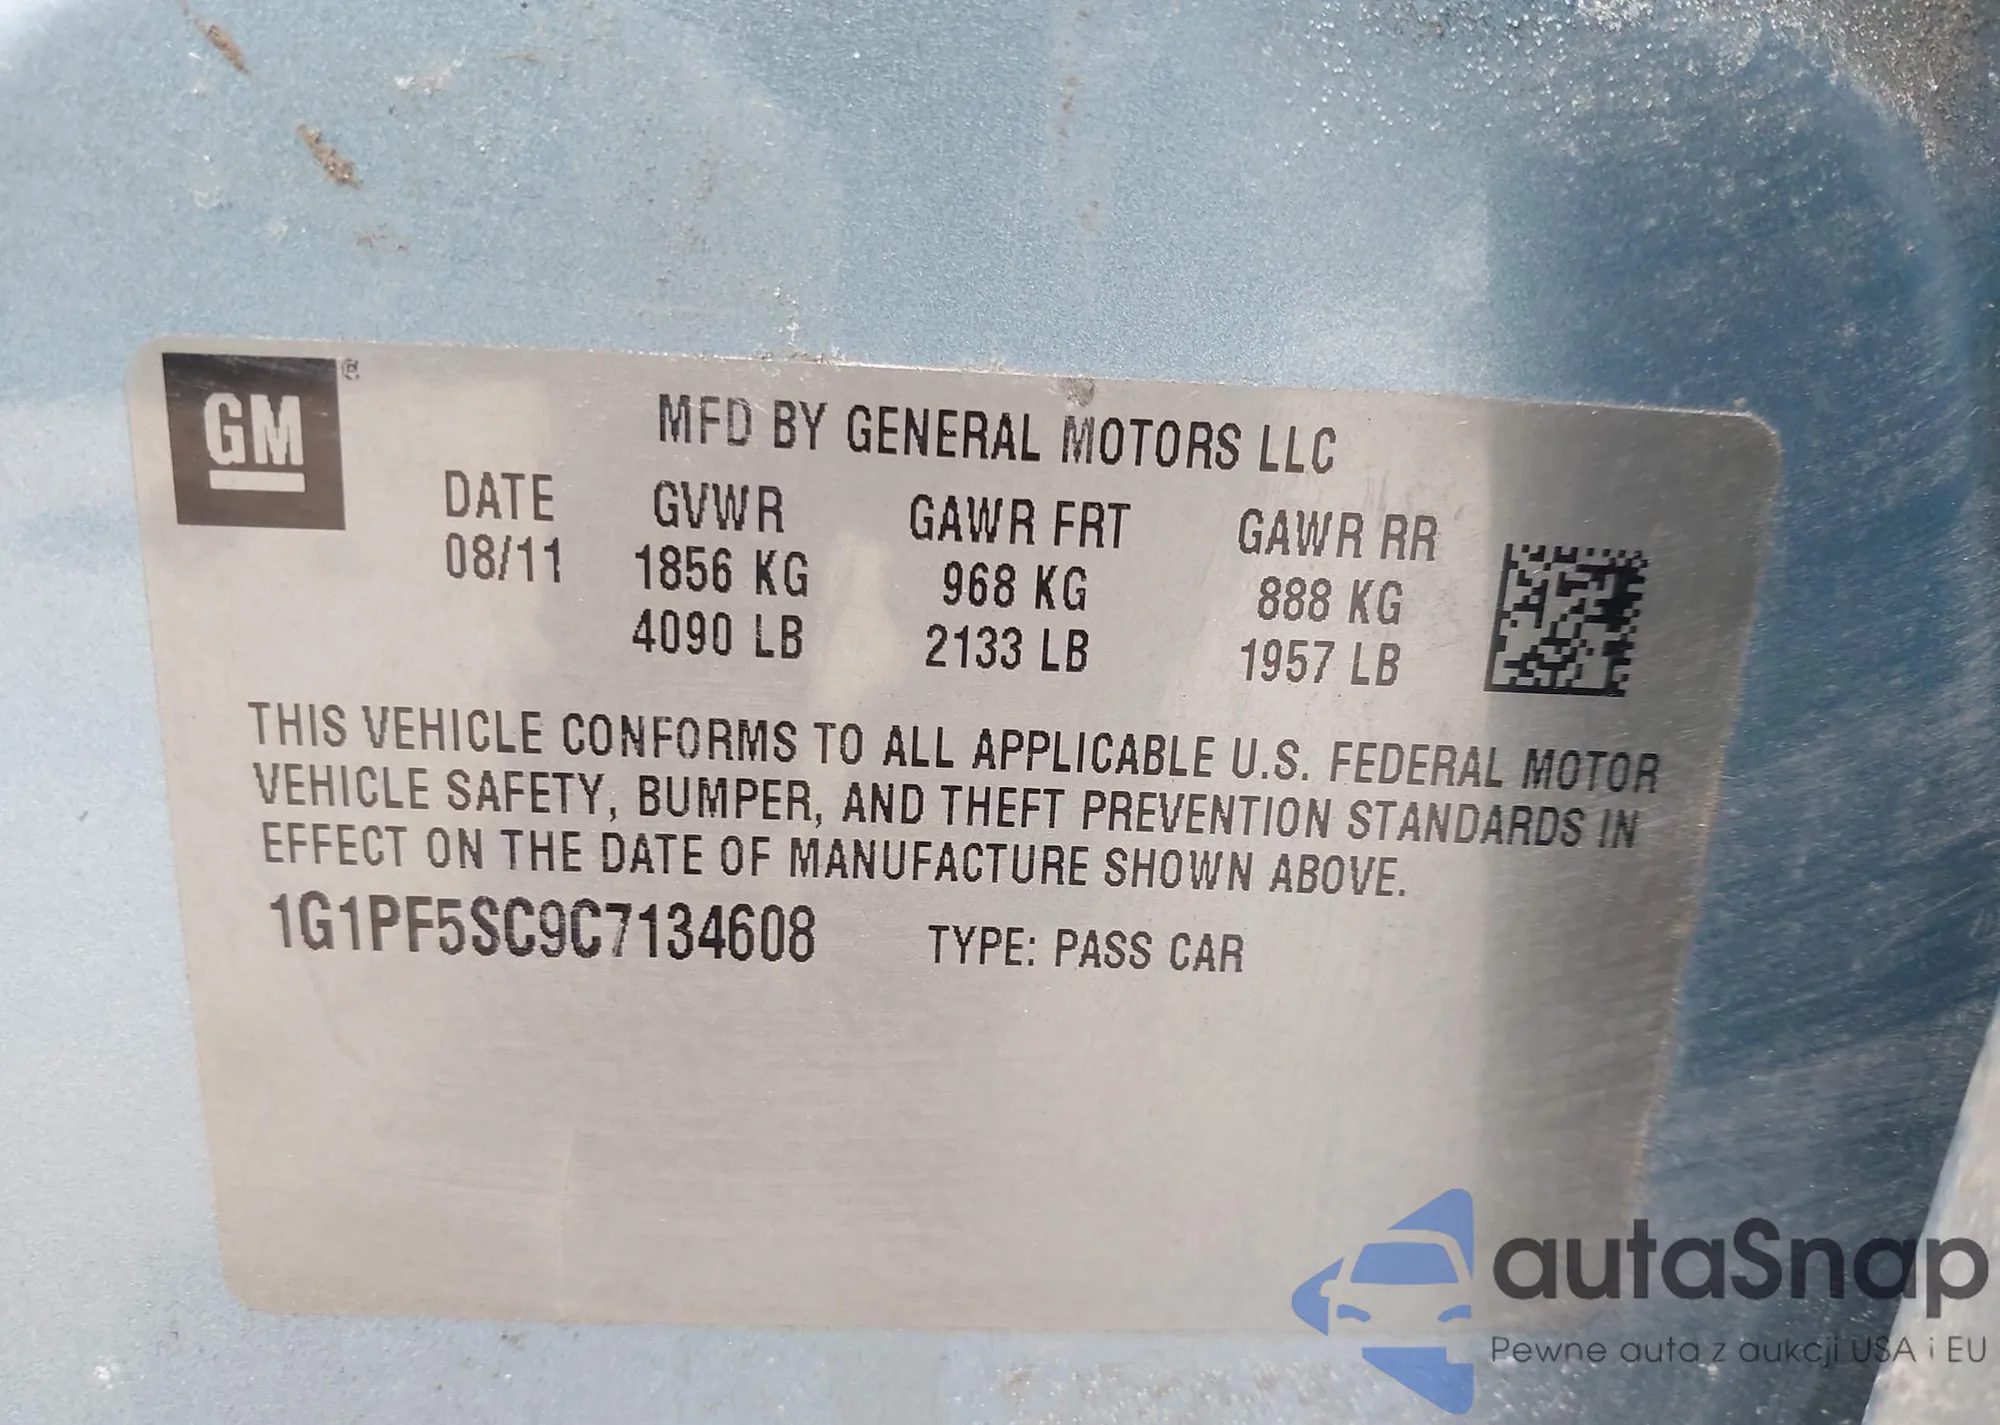 GM ®
MFD BY GENERAL MOTORS LLC
DATE GVWR GAWR FRT GAWR RR
08/11 1856 KG 968 KG 888 KG
4090 LB 2133 LB 1957 LB
THIS VEHICLE CONFORMS TO ALL APPLICABLE U.S. FEDERAL MOTOR
VEHICLE SAFETY, BUMPER, AND THEFT PREVENTION STANDARDS IN
EFFECT ON THE DATE OF MANUFACTURE SHOWN ABOVE.
1G1PF5SC9C7134608 TYPE: PASS CAR
autaSnap
Pewne auta z aukcji USA i EU